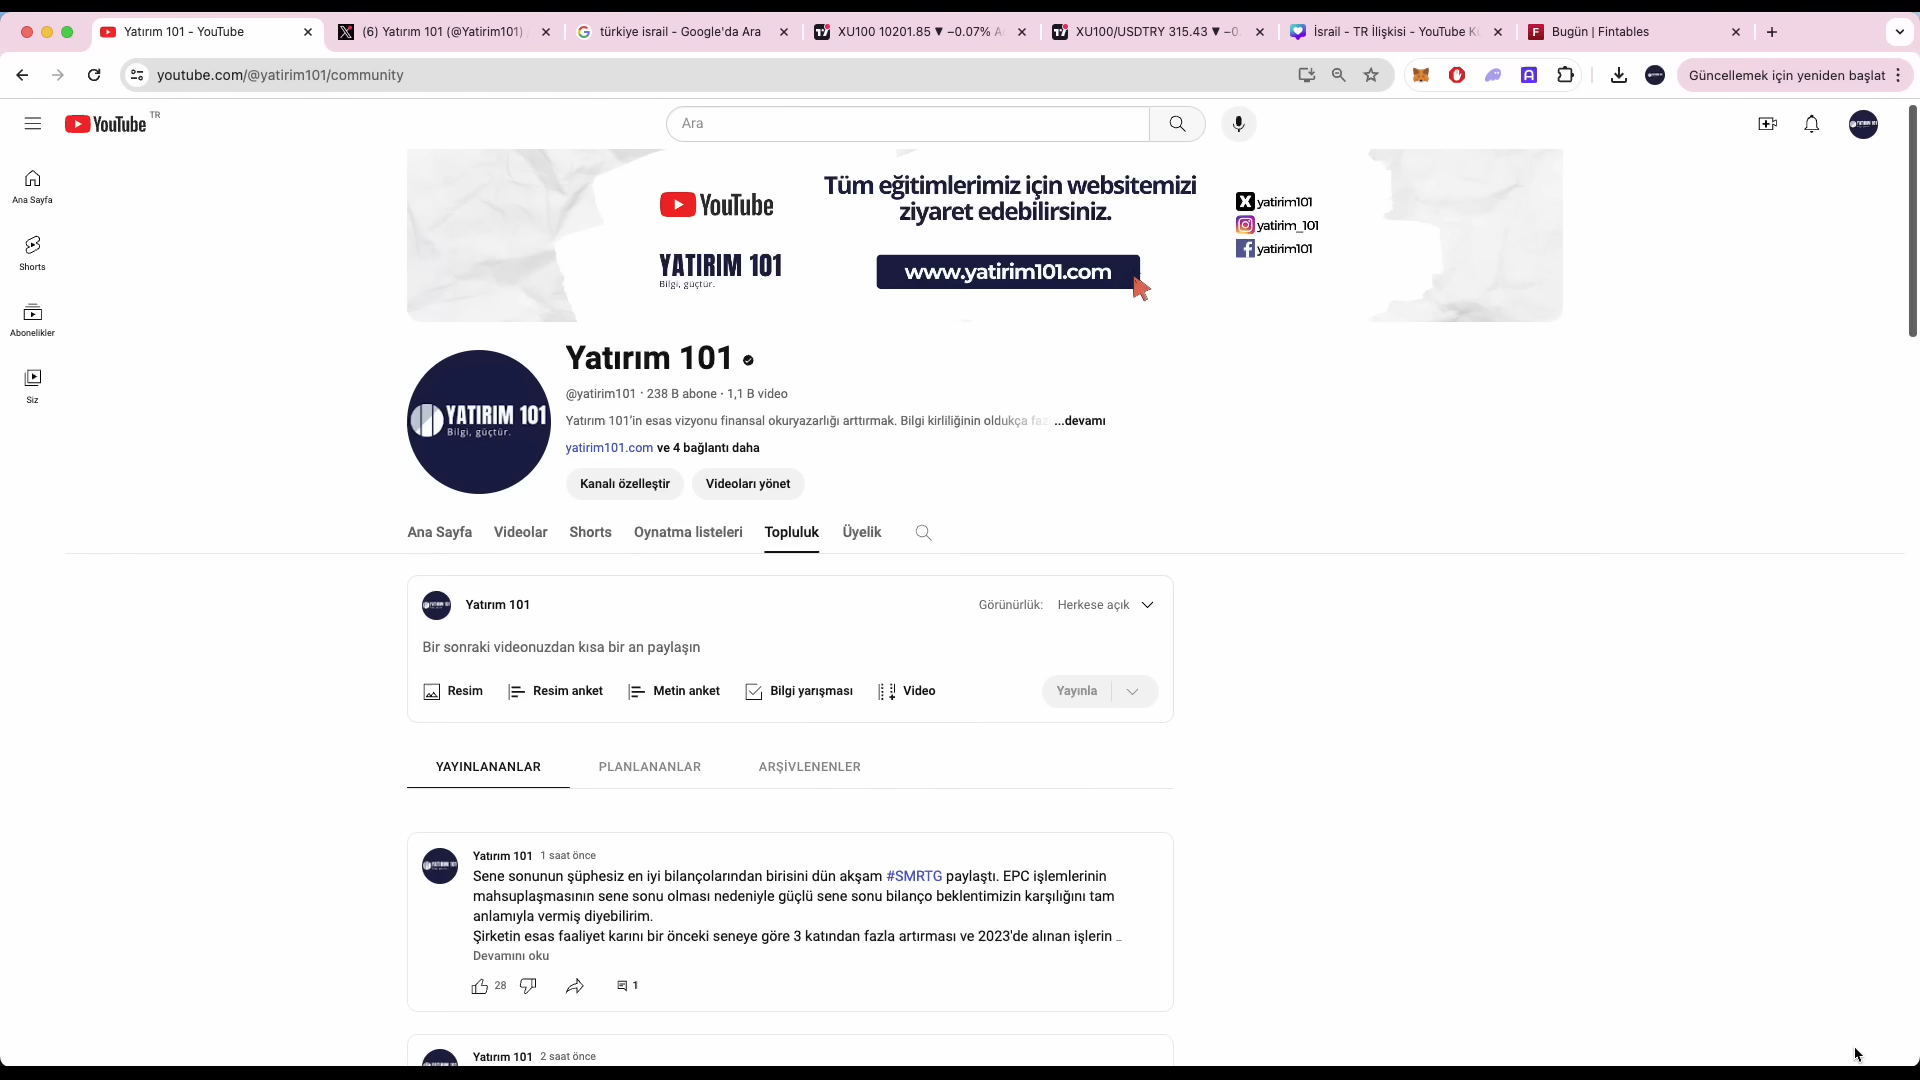 Yatırım 101 - YouTube
(6) Yatırım 101 (@Yatirim101)
türkiye israil - Google'da Ara
XU100 10201.85 ▼ −0.07%
XU100/USDTRY 315.43 ▼ −0.
İsrail - TR İlişkisi - YouTube
Bugün | Fintables
youtube.com/@yatirim101/community
Güncellemek için yeniden başlat
YouTube TR
Ara
Ana Sayfa
Shorts
Abonelikler
Siz
YouTube
YATIRIM 101
Bilgi, güçtür.
Tüm eğitimlerimiz için websitemizi
ziyaret edebilirsiniz.
www.yatirim101.com
yatirim101
yatirim_101
yatirim101
YATIRIM 101
Bilgi, güçtür.
Yatırım 101
@yatirim101 · 238 B abone · 1,1 B video
Yatırım 101'in esas vizyonu finansal okuryazarlığı arttırmak. Bilgi kirliliğinin oldukça ...devamı
yatirim101.com ve 4 bağlantı daha
Kanalı özelleştir
Videoları yönet
Ana Sayfa
Videolar
Shorts
Oynatma listeleri
Topluluk
Üyelik
Yatırım 101
Görünürlük: Herkese açık
Bir sonraki videonuzdan kısa bir an paylaşın
Resim
Resim anket
Metin anket
Bilgi yarışması
Video
Yayınla
YAYINLANANLAR
PLANLANANLAR
ARŞİVLENENLER
Yatırım 101 1 saat önce
Sene sonunun şüphesiz en iyi bilançolarından birisini dün akşam #SMRTG paylaştı. EPC işlemlerinin
mahsuplaşmasının sene sonu olması nedeniyle güçlü sene sonu bilanço beklentimizin karşılığını tam
anlamıyla vermiş diyebilirim.
Şirketin esas faaliyet karını bir önceki seneye göre 3 katından fazla artırması ve 2023'de alınan işlerin ...
Devamını oku
28
1
Yatırım 101 2 saat önce